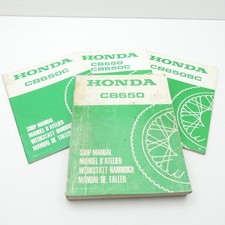 HONDA
CB650C
SHOP MANUAL
MANUEL D'ATELIER
WERKSTATT-HANDBUCH
MANUAL DE TALLER
HONDA
CB650
CB650C
HONDA
CB650SC
HONDA
CB650
SHOP MANUAL
MANUEL D'ATELIER
WERKSTATT-HANDBUCH
MANUAL DE TALLER